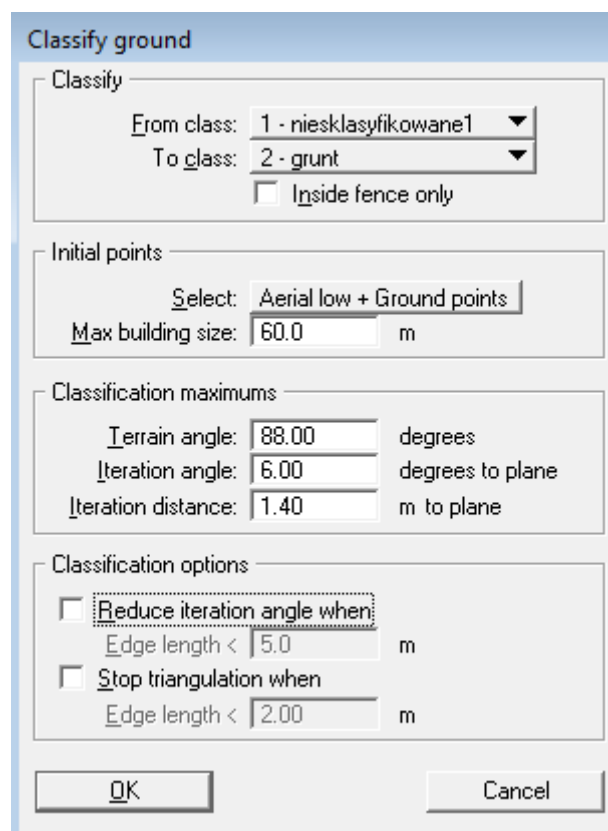 Classify ground
Classify
From class: 1 - niesklasyfikowane1
To class: 2 - grunt
Inside fence only
Initial points
Select: Aerial low + Ground points
Max building size: 60.0 m
Classification maximums
Terrain angle: 88.00 degrees
Iteration angle: 6.00 degrees to plane
Iteration distance: 1.40 m to plane
Classification options
Reduce iteration angle when
Edge length < 5.0 m
Stop triangulation when
Edge length < 2.00 m
OK Cancel